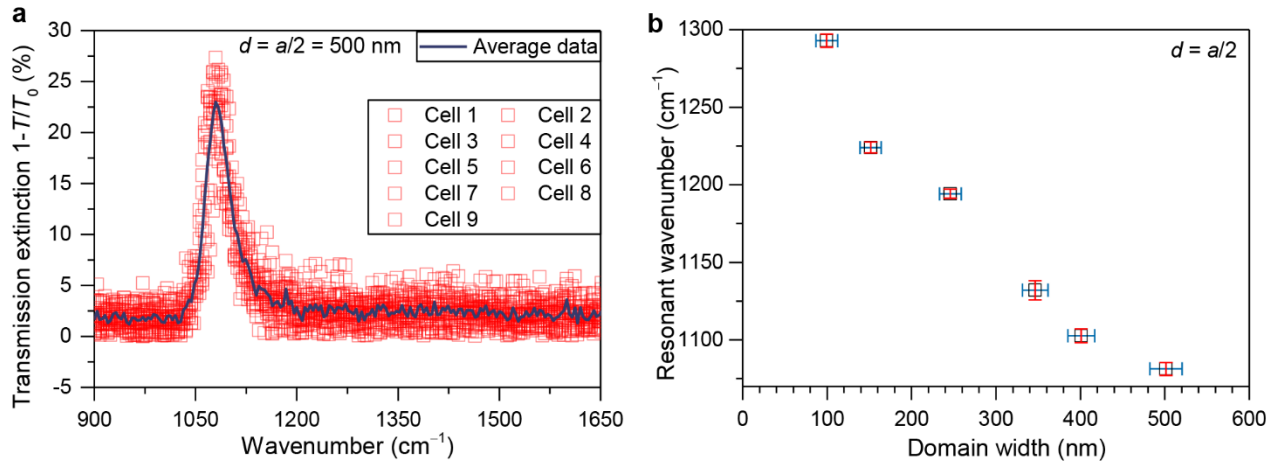 a
d = a/2 = 500 nm
Average data
Cell 1 Cell 2
Cell 3 Cell 4
Cell 5 Cell 6
Cell 7 Cell 8
Cell 9
Transmission extinction 1-T/T₀ (%)
30
25
20
15
10
5
0
-5
900 1050 1200 1350 1500 1650
Wavenumber (cm⁻¹)
b
d = a/2
Resonant wavenumber (cm⁻¹)
1300
1250
1200
1150
1100
0 100 200 300 400 500 600
Domain width (nm)